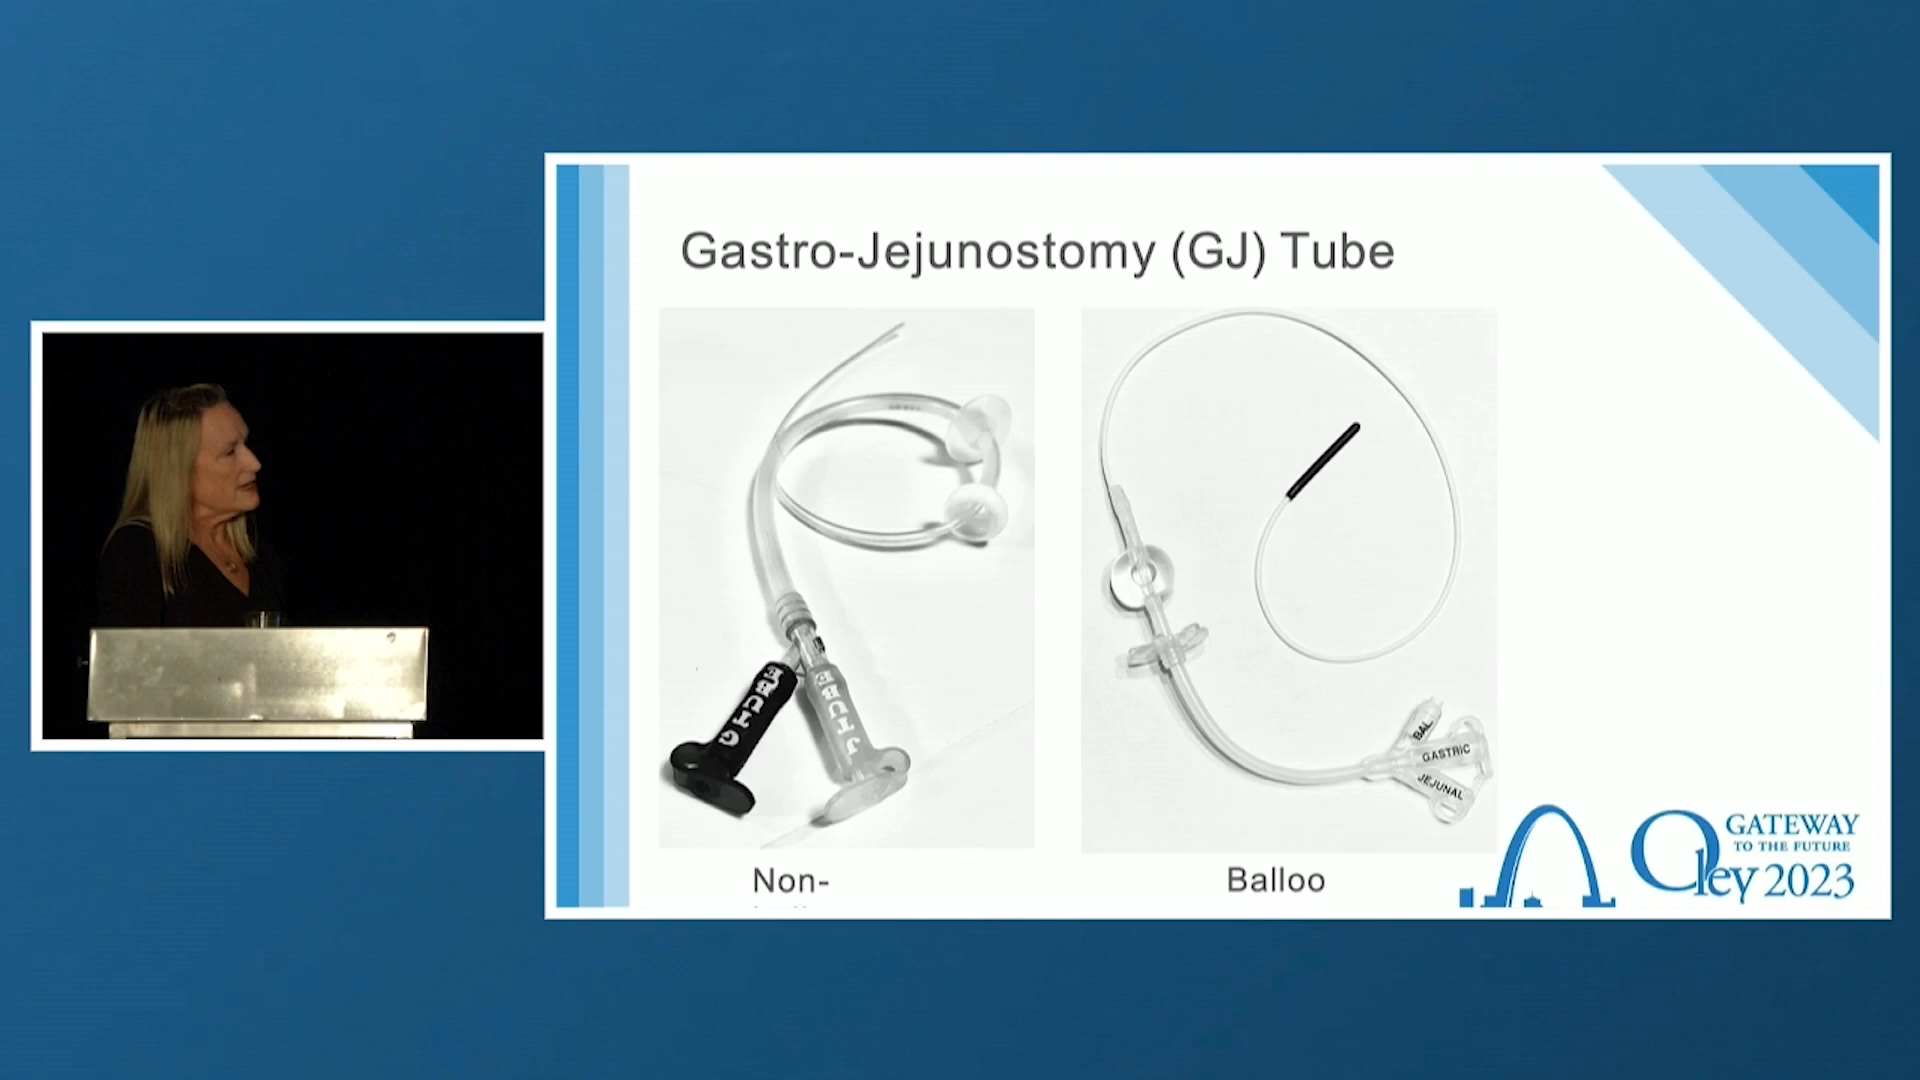 Gastro-Jejunostomy (GJ) Tube
BAL
GASTRIC
JEJUNAL
Non-
Balloo
GATEWAY
TO THE FUTURE
Oley 2023